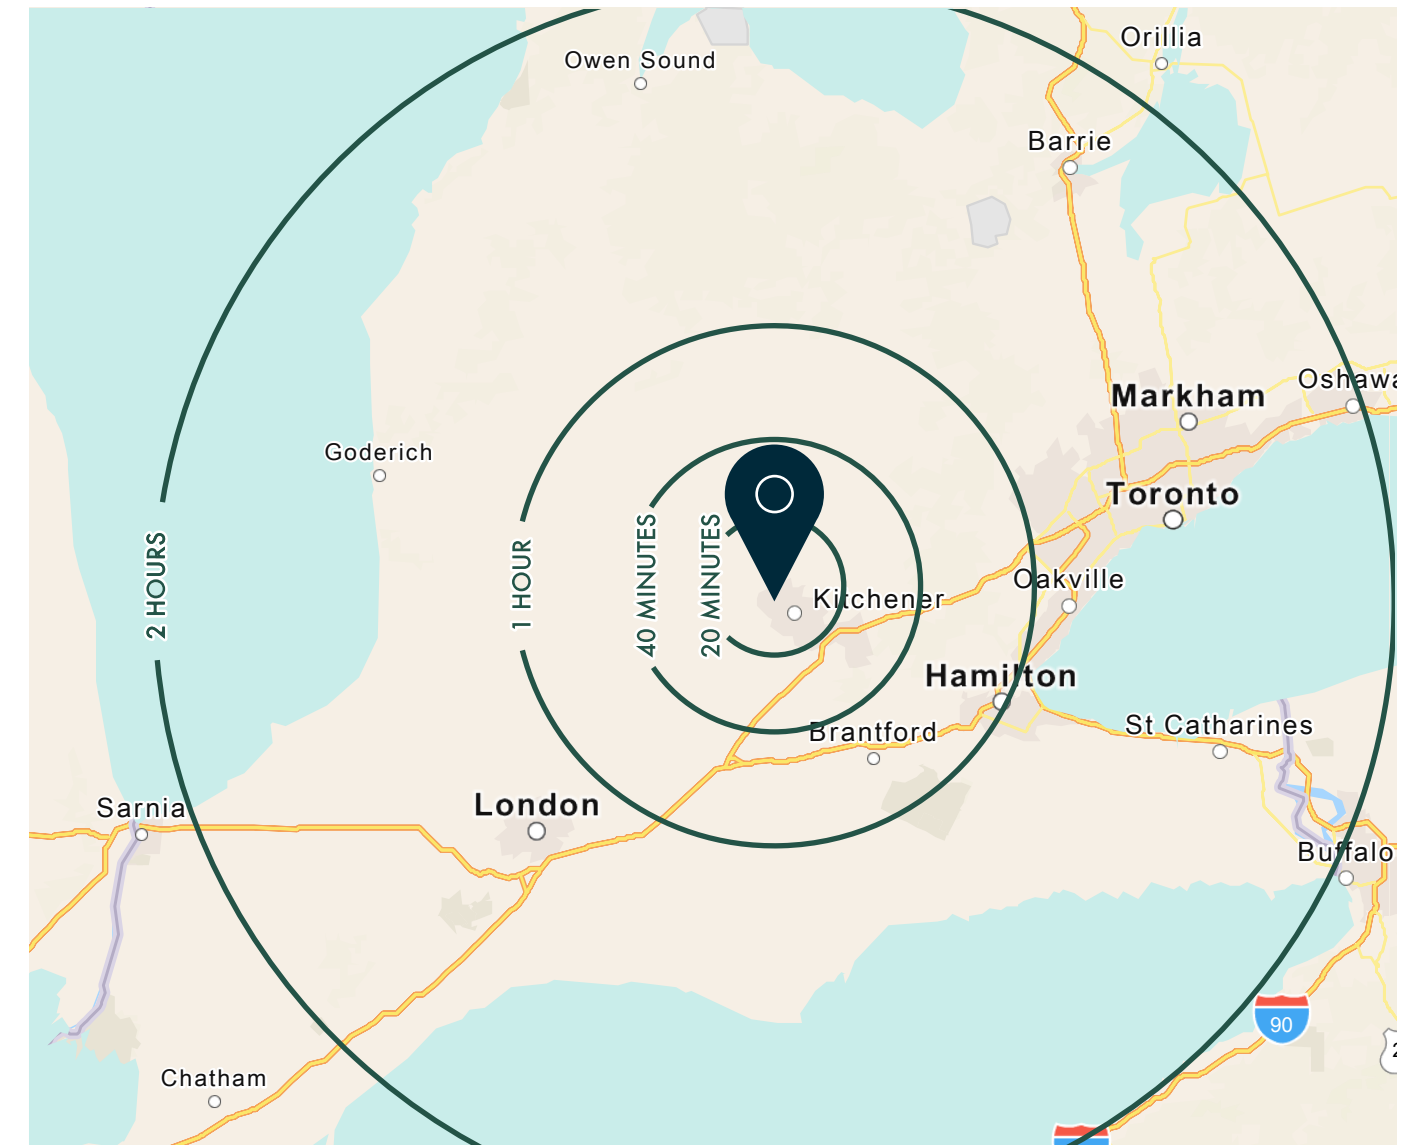 Orillia
Owen Sound
Barrie
Oshawa
Markham
Goderich
Toronto
2 HOURS
1 HOUR
40 MINUTES
20 MINUTES
Kitchener
Oakville
Hamilton
St Catharines
Brantford
Sarnia
London
Buffalo
90
Chatham
2